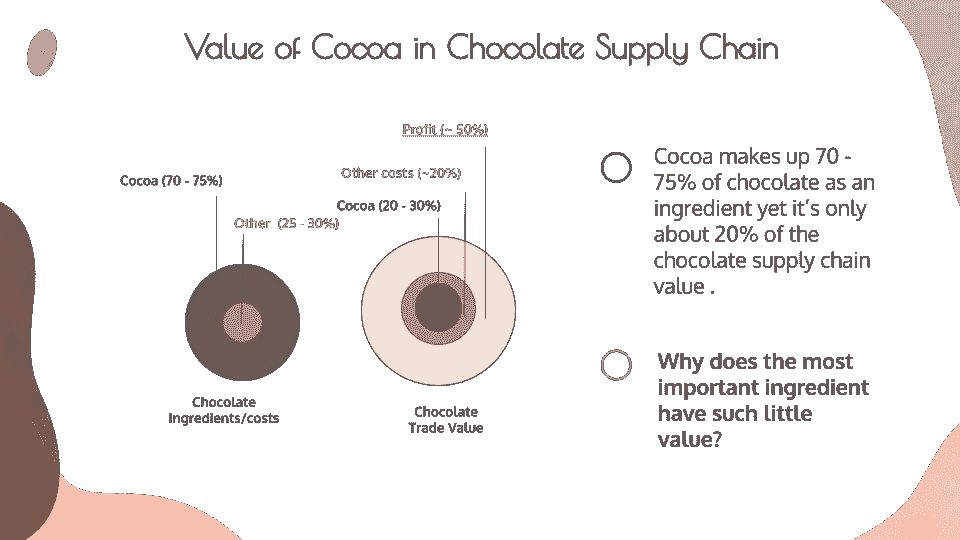 Value of Cocoa in Chocolate Supply Chain
Profit (~ 50%)
Other costs (~20%)
Cocoa (70 - 75%)
Cocoa (20 - 30%)
Other (25 - 30%)
Chocolate
Ingredients/costs
Chocolate
Trade Value
Cocoa makes up 70 -
75% of chocolate as an
ingredient yet it's only
about 20% of the
chocolate supply chain
value .
Why does the most
important ingredient
have such little
value?